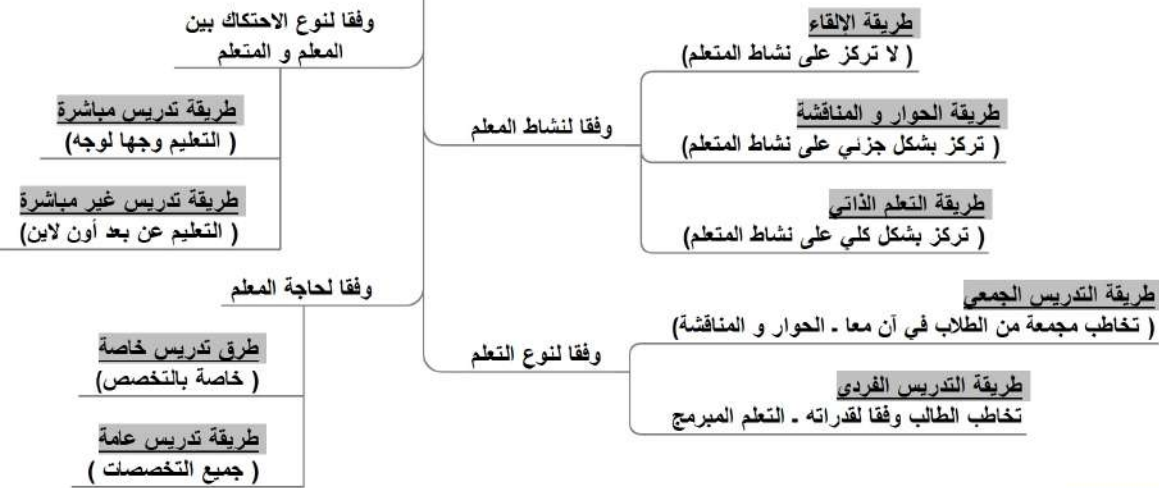 طريقة الإلقاء
( لا تركز على نشاط المتعلم)
طريقة الحوار و المناقشة
( تركز بشكل جزئي على نشاط المتعلم)
طريقة التعلم الذاتي
( تركز بشكل كلي على نشاط المتعلم)
وفقا لنشاط المعلم
طريقة التدريس الجمعي
( تخاطب مجمعة من الطلاب في آن معا ـ الحوار و المناقشة)
طريقة التدريس الفردي
تخاطب الطالب وفقا لقدراته ـ التعلم المبرمج
وفقا لنوع التعلم
وفقا لنوع الاحتكاك بين
المعلم و المتعلم
طريقة تدريس مباشرة
( التعليم وجها لوجه)
طريقة تدريس غير مباشرة
( التعليم عن بعد أون لاين)
وفقا لحاجة المعلم
طرق تدريس خاصة
( خاصة بالتخصص)
طريقة تدريس عامة
( جميع التخصصات )